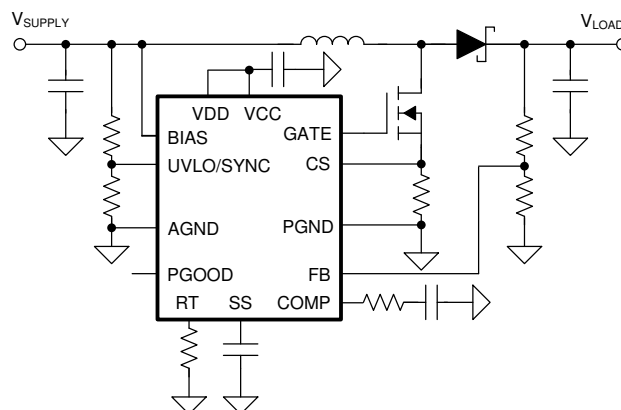 VSUPPLY
VLOAD
VDD VCC
BIAS
GATE
UVLO/SYNC
CS
AGND
PGND
PGOOD
FB
RT SS COMP